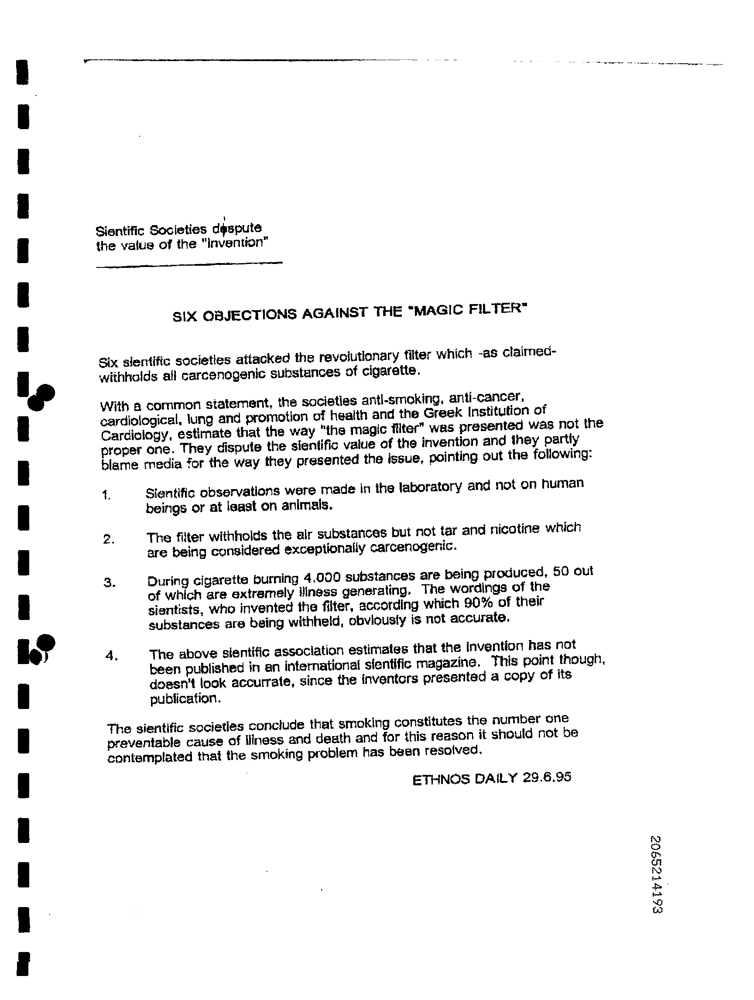 Sientific Societies dispute
the value of the "Invention"
SIX OBJECTIONS AGAINST THE "MAGIC FILTER"
Six sientific societies attacked the revolutionary filter which -as claimed-
withholds all carcenogenic substances of cigarette.
With a common statement, the societies anti-smoking, anti-cancer,
cardiological, lung and promotion of health and the Greek Institution of
Cardiology, estimate that the way "the magic filter" was presented was not the
proper one. They dispute the sientific value of the invention and they partly
blame media for the way they presented the issue, pointing out the following:
1. Sientific observations were made in the laboratory and not on human
beings or at least on animals.
2. The filter withholds the air substances but not tar and nicotine which
are being considered exceptionally carcenogenic.
3. During cigarette burning 4.000 substances are being produced, 50 out
of which are extremely illness generating. The wordings of the
sientists, who invented the filter, according which 90% of their
substances are being withheld, obviously is not accurate.
4. The above sientific association estimates that the Invention has not
been published in an international sientific magazine. This point though,
doesn't look accurrate, since the inventors presented a copy of its
publication.
The sientific societies conclude that smoking constitutes the number one
preventable cause of illness and death and for this reason it should not be
contemplated that the smoking problem has been resolved.
ETHNOS DAILY 29.6.95
2065214193